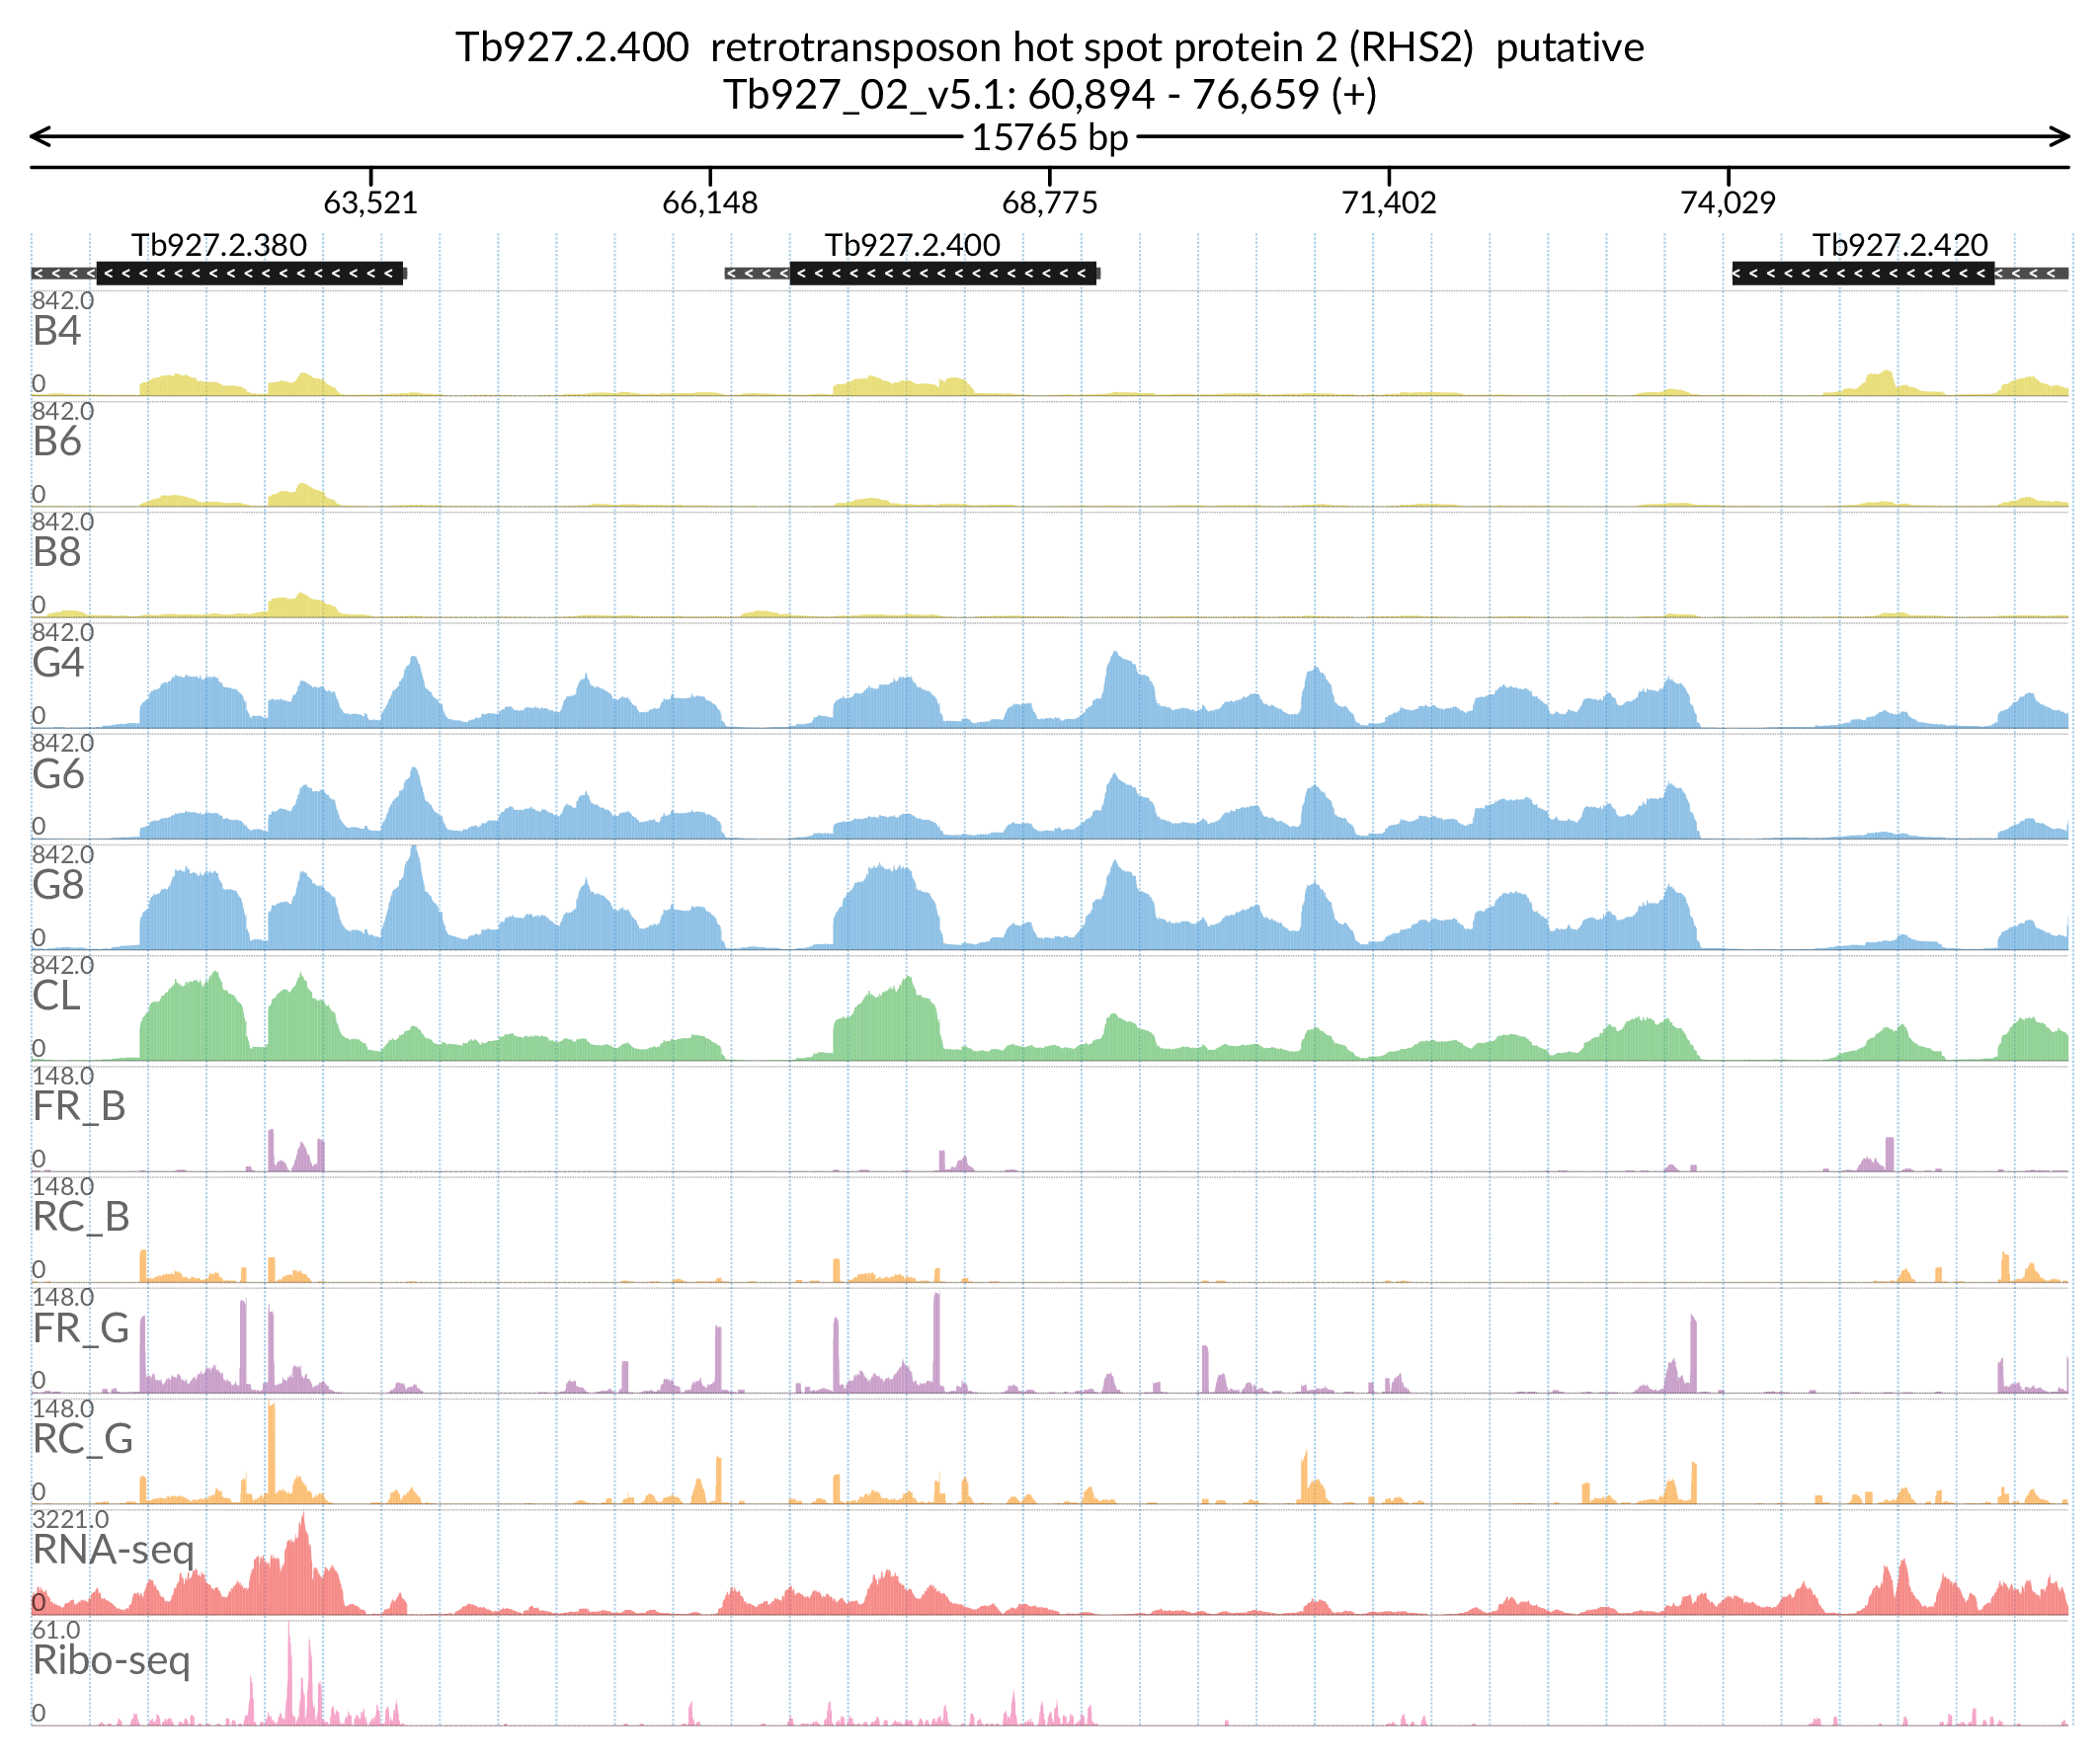 Tb927.2.400  retrotransposon hot spot protein 2 (RHS2)  putative
Tb927_02_v5.1: 60,894 - 76,659 (+)
15765 bp
63,521 66,148 68,775 71,402 74,029
Tb927.2.380 Tb927.2.400 Tb927.2.420
842.0
B4
0
842.0
B6
0
842.0
B8
0
842.0
G4
0
842.0
G6
0
842.0
G8
0
842.0
CL
0
148.0
FR_B
0
148.0
RC_B
0
148.0
FR_G
0
148.0
RC_G
0
3221.0
RNA-seq
0
61.0
Ribo-seq
0